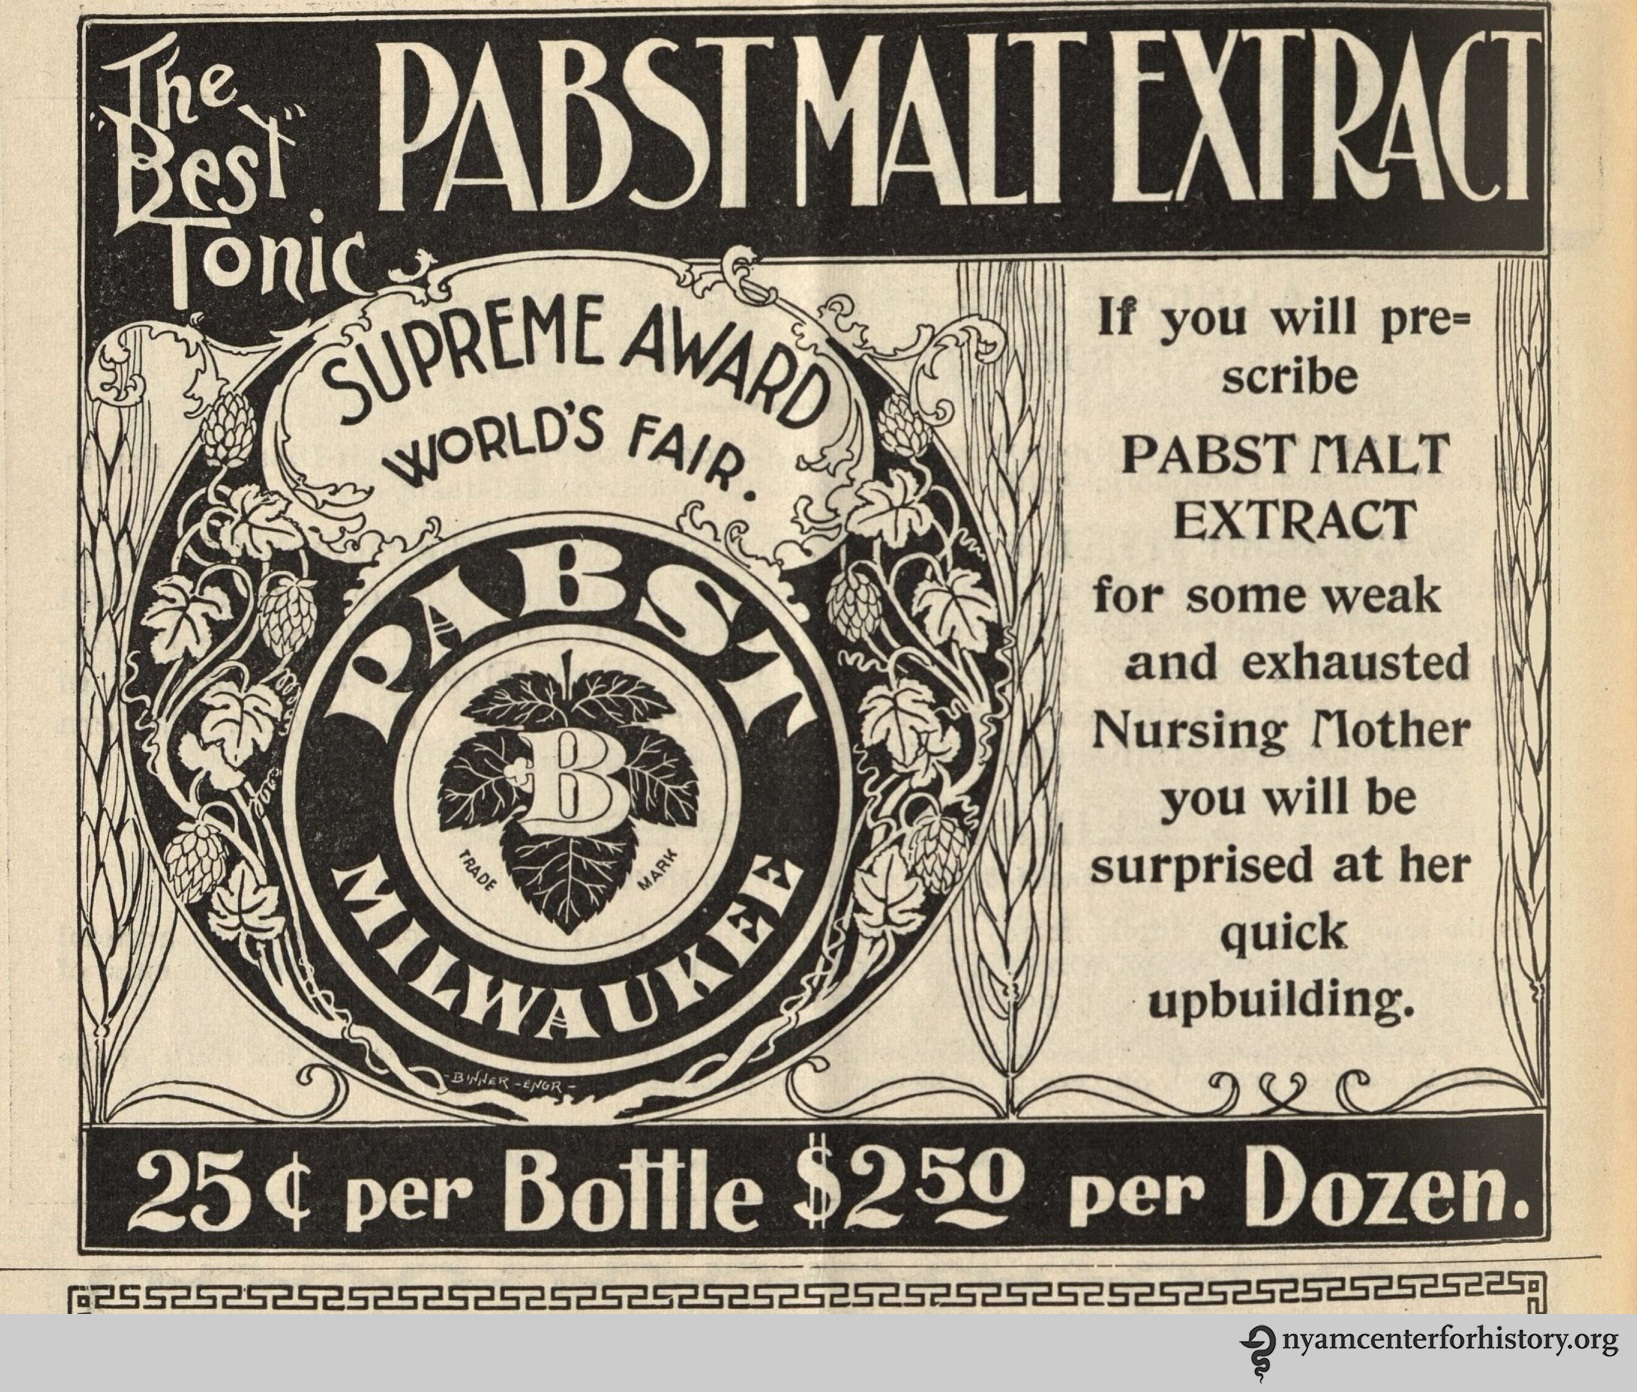 The
"Best"
Tonic
PABST MALT EXTRACT
SUPREME AWARD
WORLD'S FAIR.
PABST
B
TRADE MARK
MILWAUKEE
-BINNER-ENGR-
If you will pre=
scribe
PABST MALT
EXTRACT
for some weak
and exhausted
Nursing Mother
you will be
surprised at her
quick
upbuilding.
25¢ per Bottle $2 50 per Dozen.
nyamcenterforhistory.org